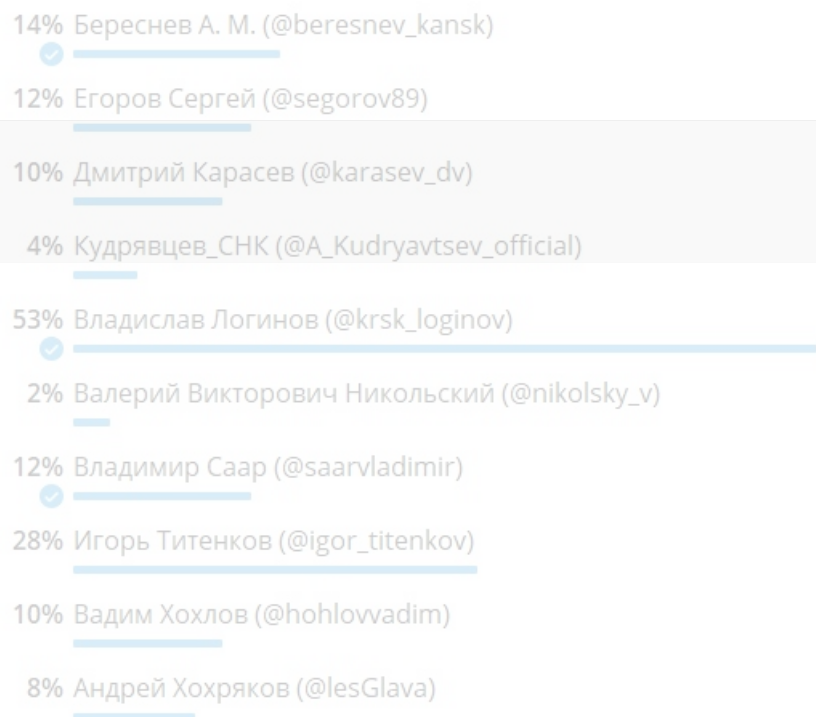 14% Береснев А. М. (@beresnev_kansk)
12% Егоров Сергей (@segorov89)
10% Дмитрий Карасев (@karasev_dv)
4% Кудрявцев_СНК (@A_Kudryavtsev_official)
53% Владислав Логинов (@krsk_loginov)
2% Валерий Викторович Никольский (@nikolsky_v)
12% Владимир Саар (@saarvladimir)
28% Игорь Титенков (@igor_titenkov)
10% Вадим Хохлов (@hohlovvadim)
8% Андрей Хохряков (@lesGlava)